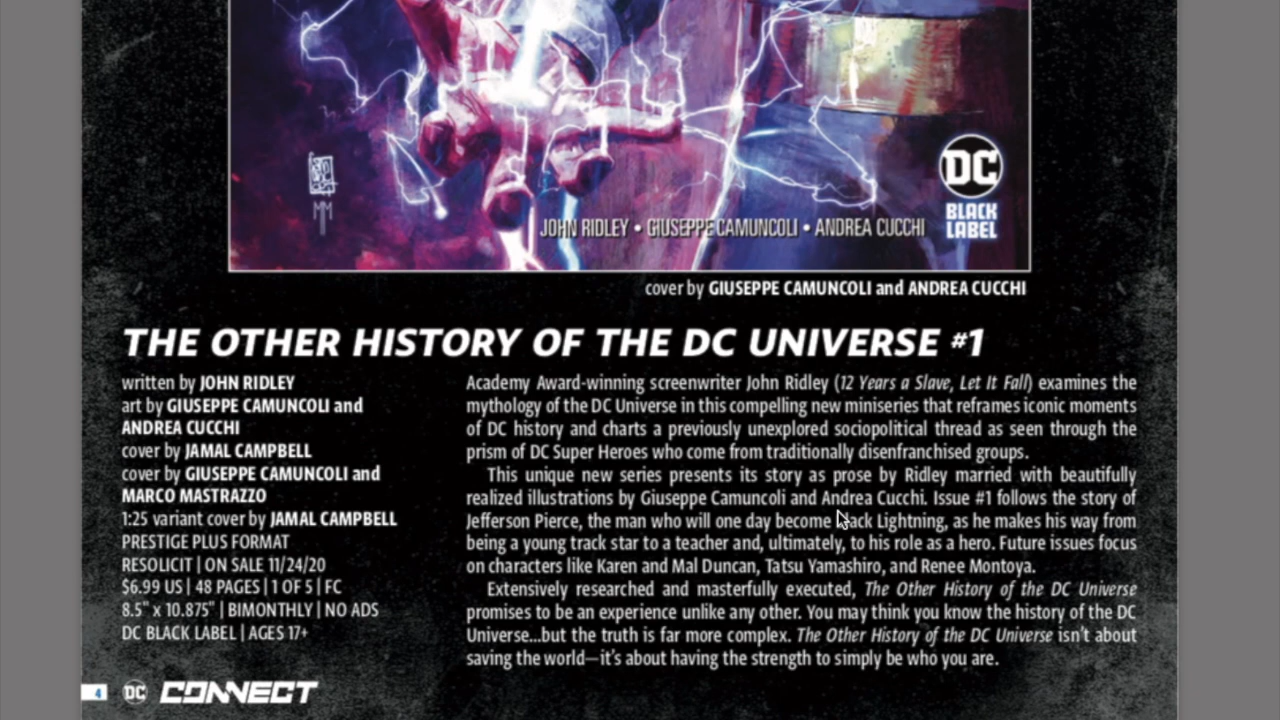 DC
BLACK
LABEL
JOHN RIDLEY • GIUSEPPE CAMUNCOLI • ANDREA CUCCHI
cover by GIUSEPPE CAMUNCOLI and ANDREA CUCCHI
THE OTHER HISTORY OF THE DC UNIVERSE #1
written by JOHN RIDLEY
art by GIUSEPPE CAMUNCOLI and
ANDREA CUCCHI
cover by JAMAL CAMPBELL
cover by GIUSEPPE CAMUNCOLI and
MARCO MASTRAZZO
1:25 variant cover by JAMAL CAMPBELL
PRESTIGE PLUS FORMAT
RESOLICIT | ON SALE 11/24/20
$6.99 US | 48 PAGES | 1 OF 5 | FC
8.5" x 10.875" | BIMONTHLY | NO ADS
DC BLACK LABEL | AGES 17+
Academy Award-winning screenwriter John Ridley (12 Years a Slave, Let It Fall) examines the
mythology of the DC Universe in this compelling new miniseries that reframes iconic moments
of DC history and charts a previously unexplored sociopolitical thread as seen through the
prism of DC Super Heroes who come from traditionally disenfranchised groups.
This unique new series presents its story as prose by Ridley married with beautifully
realized illustrations by Giuseppe Camuncoli and Andrea Cucchi. Issue #1 follows the story of
Jefferson Pierce, the man who will one day become Black Lightning, as he makes his way from
being a young track star to a teacher and, ultimately, to his role as a hero. Future issues focus
on characters like Karen and Mal Duncan, Tatsu Yamashiro, and Renee Montoya.
Extensively researched and masterfully executed, The Other History of the DC Universe
promises to be an experience unlike any other. You may think you know the history of the DC
Universe...but the truth is far more complex. The Other History of the DC Universe isn't about
saving the world—it's about having the strength to simply be who you are.
4 DC CONNECT